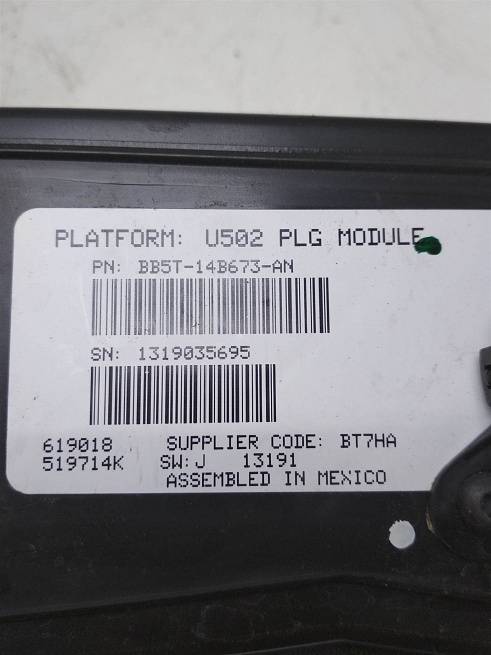 PLATFORM: U502 PLG MODULE
PN: BB5T-14B673-AN
SN: 1319035695
619018 SUPPLIER CODE: BT7HA
519714K SW:J 13191
ASSEMBLED IN MEXICO